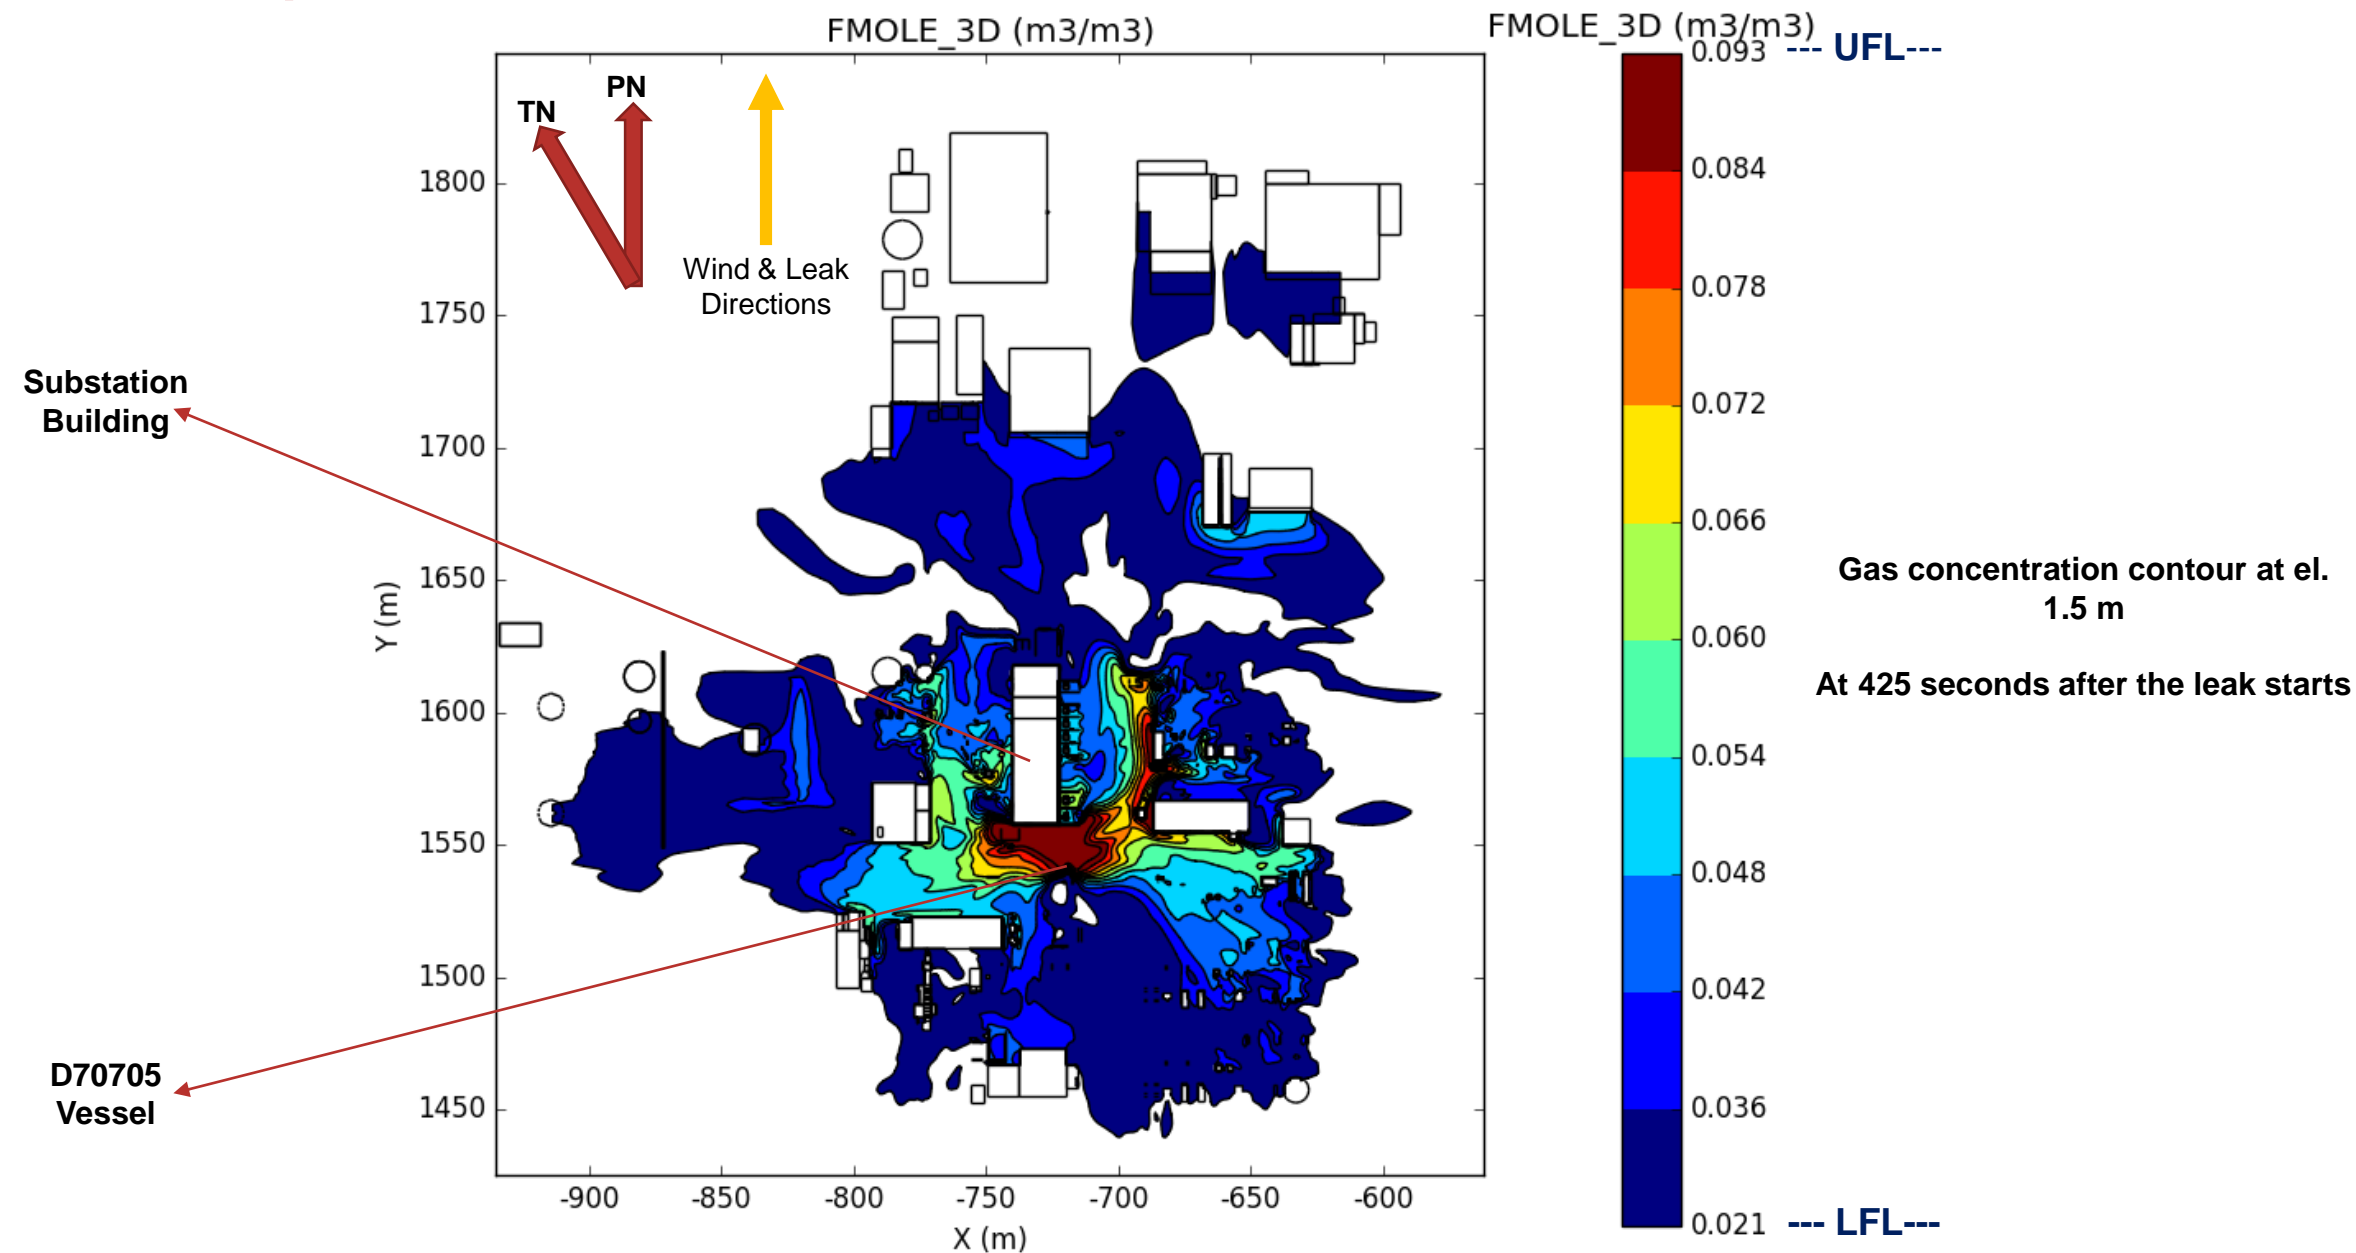 FMOLE_3D (m3/m3)
FMOLE_3D (m3/m3)
TN
PN
Wind & Leak
Directions
Substation
Building
D70705
Vessel
1800
1750
1700
1650
1600
1550
1500
1450
Y (m)
-900
-850
-800
-750
-700
-650
-600
X (m)
0.093
0.084
0.078
0.072
0.066
0.060
0.054
0.048
0.042
0.036
0.021
--- UFL---
--- LFL---
Gas concentration contour at el.
1.5 m
At 425 seconds after the leak starts